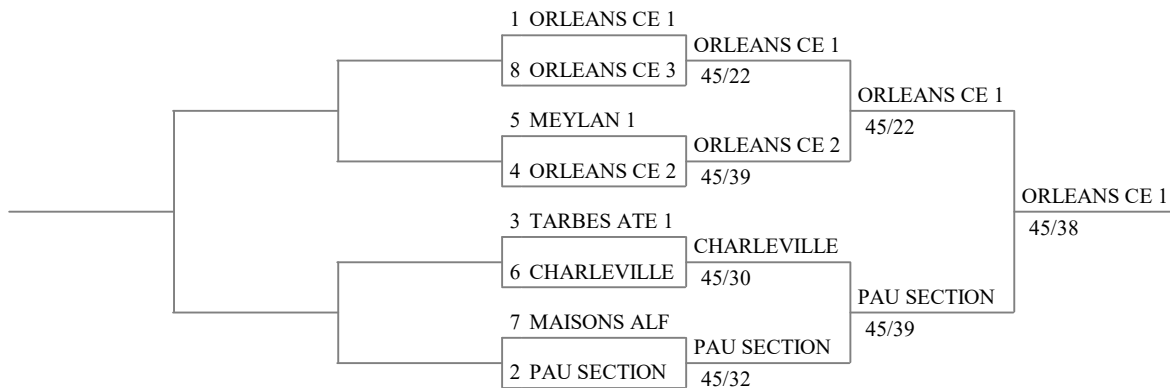 1 ORLEANS CE 1
8 ORLEANS CE 3
5 MEYLAN 1
4 ORLEANS CE 2
3 TARBES ATE 1
6 CHARLEVILLE
7 MAISONS ALF
2 PAU SECTION
ORLEANS CE 1
45/22
ORLEANS CE 2
45/39
CHARLEVILLE
45/30
PAU SECTION
45/32
ORLEANS CE 1
45/22
PAU SECTION
45/39
ORLEANS CE 1
45/38